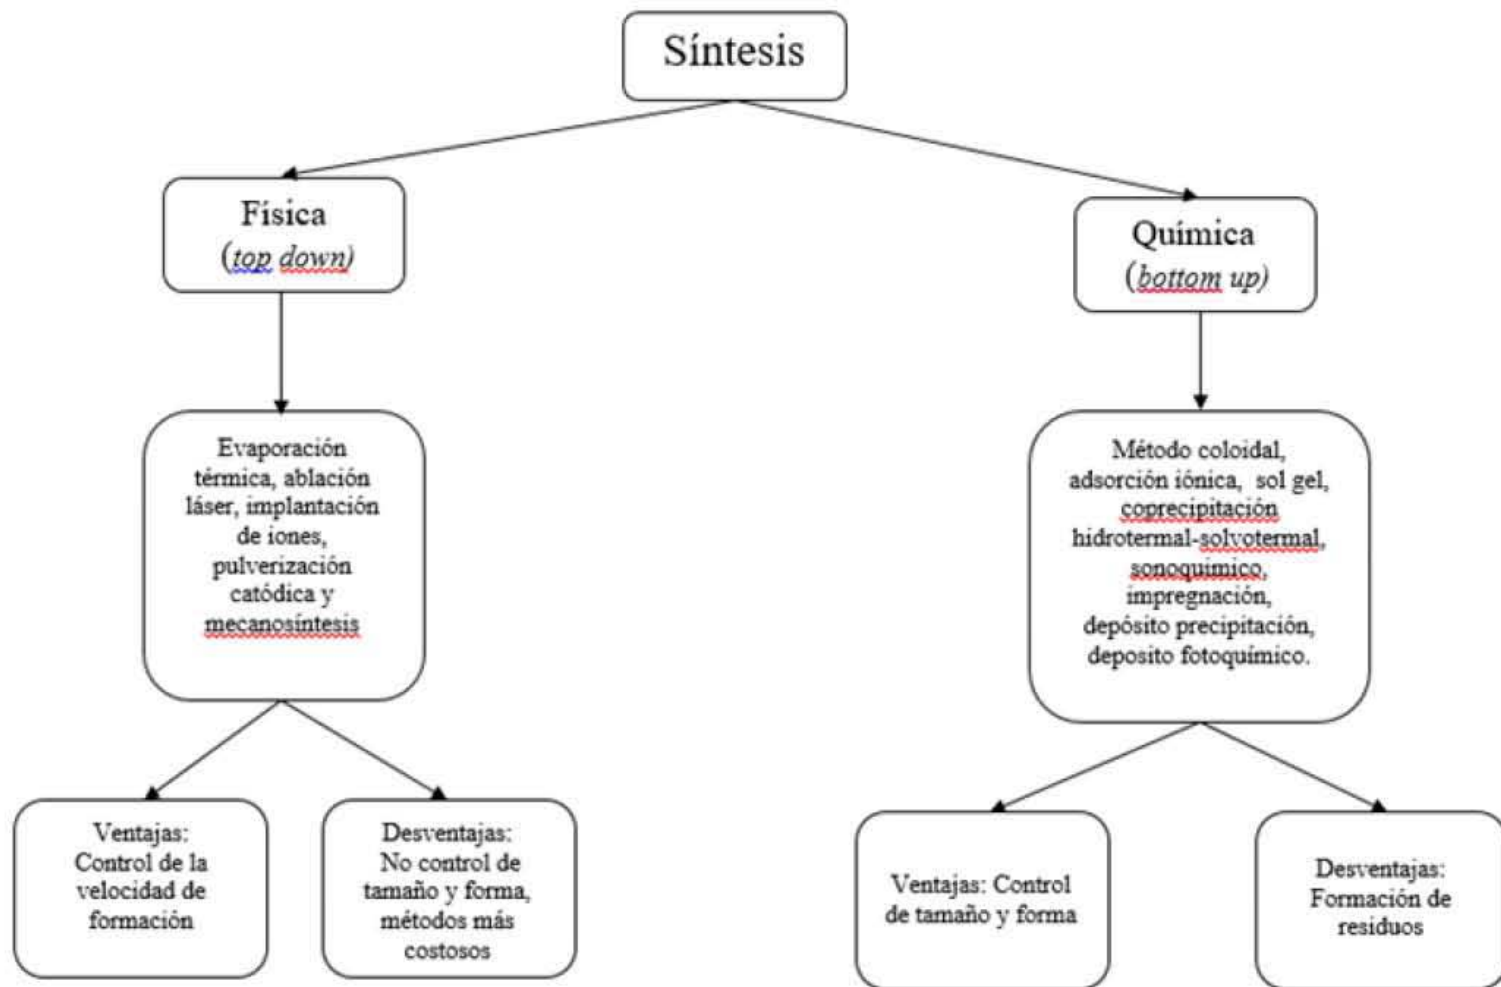 Síntesis
Física
(top down)
Química
(bottom up)
Evaporación
térmica, ablación
láser, implantación
de iones,
pulverización
catódica y
mecanosíntesis
Método coloidal,
adsorción iónica, sol gel,
coprecipitación
hidrotermal-solvotermal,
sonoquímico,
impregnación,
depósito precipitación,
deposito fotoquímico.
Ventajas:
Control de la
velocidad de
formación
Desventajas:
No control de
tamaño y forma,
métodos más
costosos
Ventajas: Control
de tamaño y forma
Desventajas:
Formación de
residuos